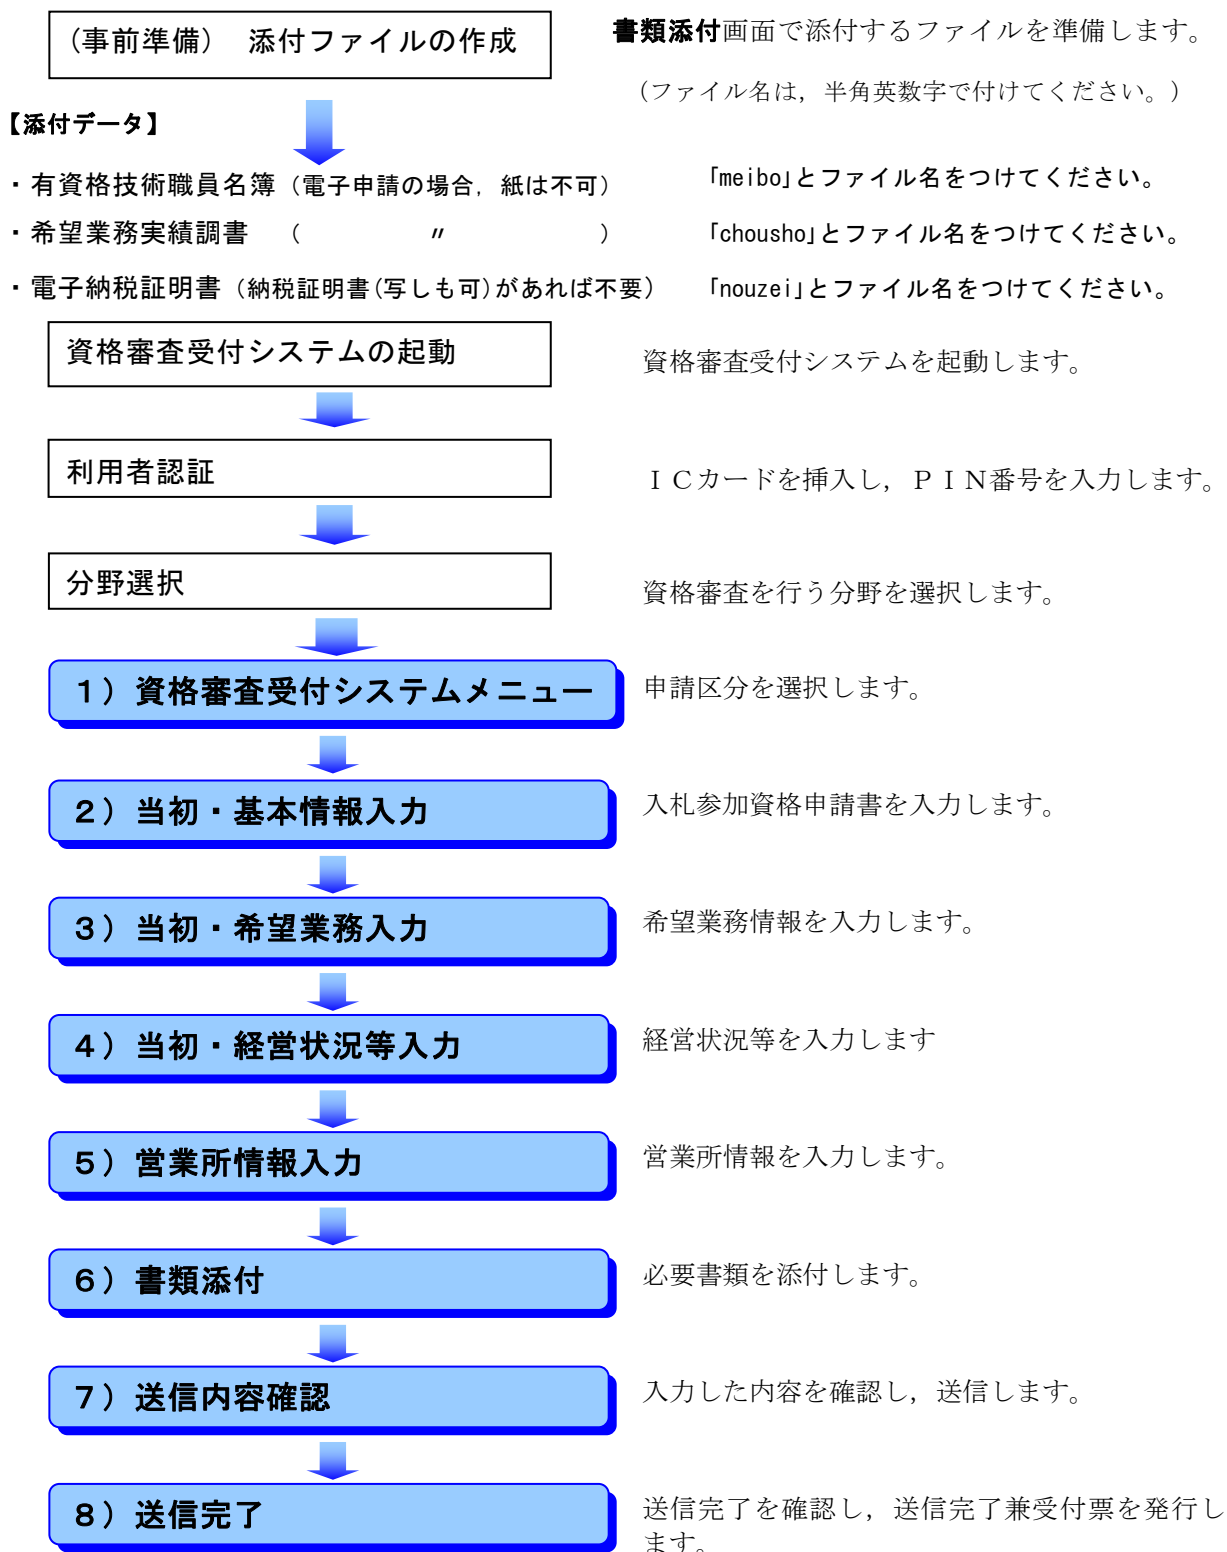 （事前準備）　添付ファイルの作成
書類添付画面で添付するファイルを準備します。
（ファイル名は，半角英数字で付けてください。）
【添付データ】
・有資格技術職員名簿（電子申請の場合，紙は不可）　「meibo」とファイル名をつけてください。
・希望業務実績調書　（　　　　〃　　　　　）　「chousho」とファイル名をつけてください。
・電子納税証明書（納税証明書(写しも可)があれば不要）　「nouzei」とファイル名をつけてください。
資格審査受付システムの起動
資格審査受付システムを起動します。
利用者認証
ＩＣカードを挿入し，ＰＩＮ番号を入力します。
分野選択
資格審査を行う分野を選択します。
１）資格審査受付システムメニュー
申請区分を選択します。
２）当初・基本情報入力
入札参加資格申請書を入力します。
３）当初・希望業務入力
希望業務情報を入力します。
４）当初・経営状況等入力
経営状況等を入力します
５）営業所情報入力
営業所情報を入力します。
６）書類添付
必要書類を添付します。
７）送信内容確認
入力した内容を確認し，送信します。
８）送信完了
送信完了を確認し，送信完了兼受付票を発行し
ます。